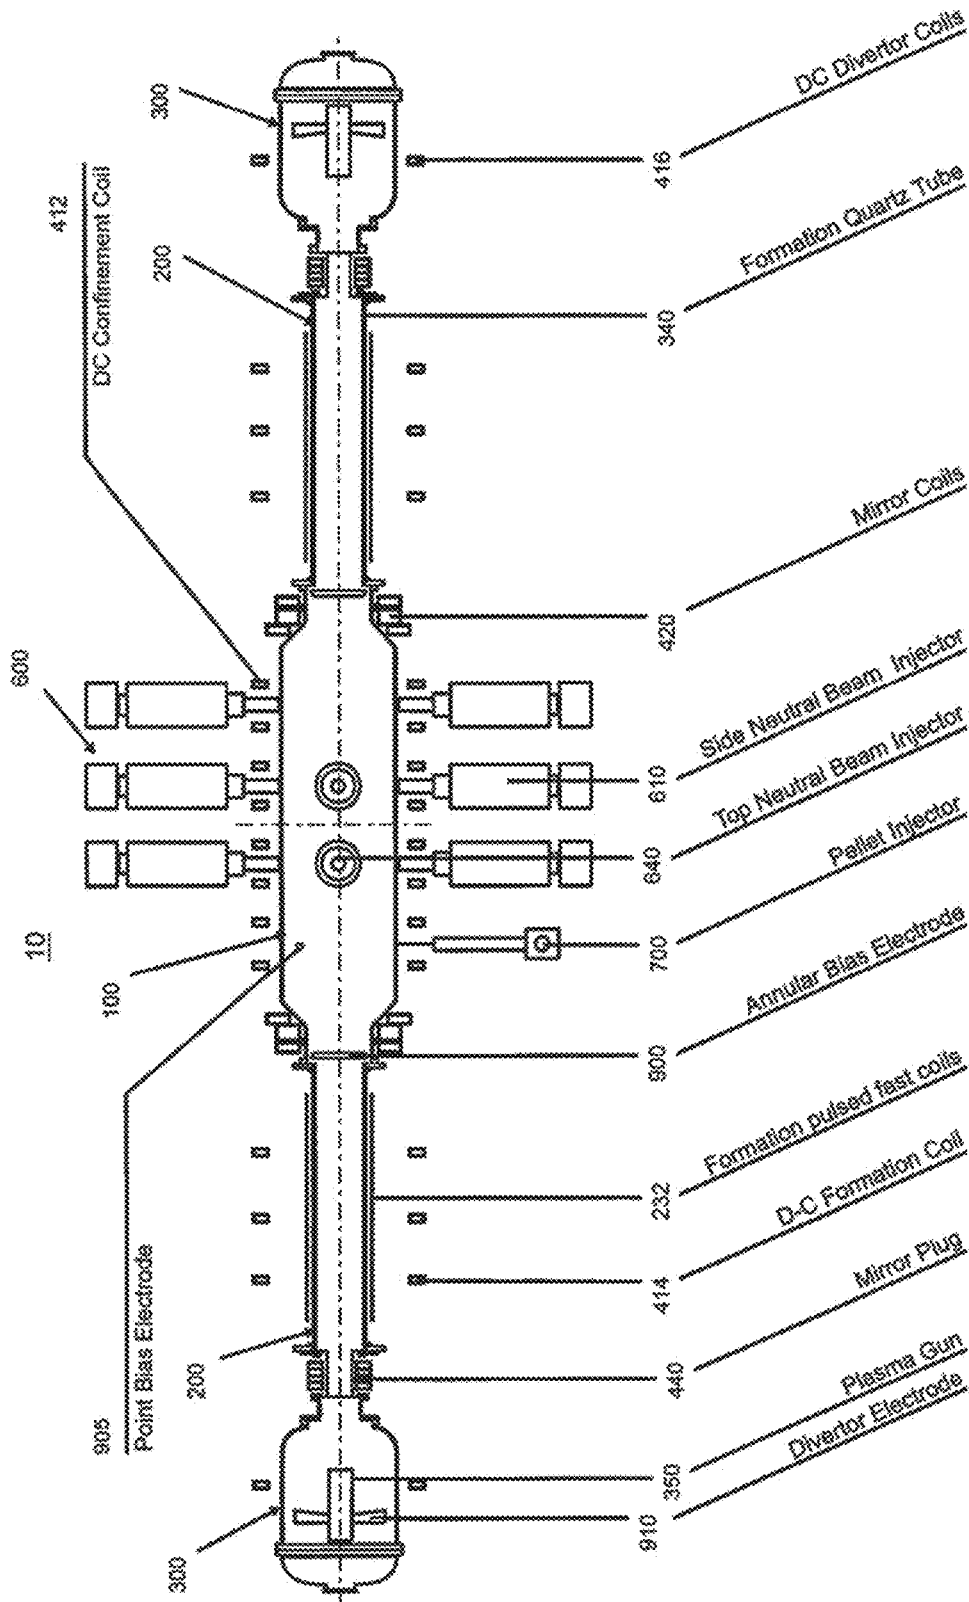 600
412
DC Confinement Coil
10
905
Point Bias Electrode
100
200
300
200
300
910
350
440
414
232
900
700
640
610
420
340
416
Divertor Electrode
Plasma Gun
Mirror Plug
D-C Formation Coil
Formation pulsed fast coils
Annular Bias Electrode
Pellet Injector
Top Neutral Beam Injector
Side Neutral Beam Injector
Mirror Coils
Formation Quartz Tube
DC Divertor Coils